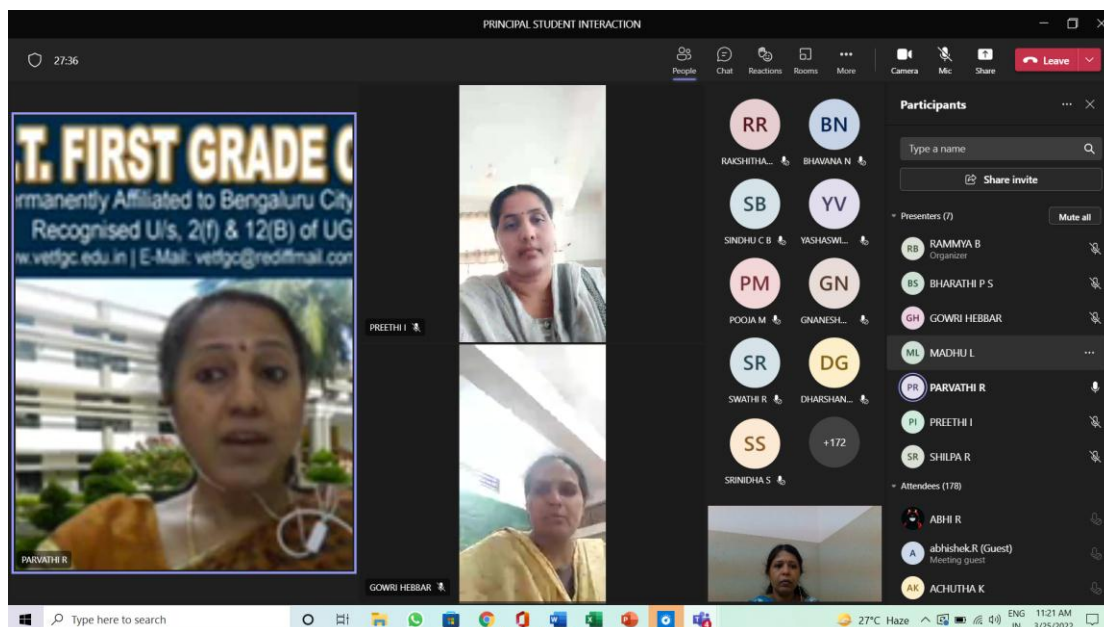 PRINCIPAL STUDENT INTERACTION
27:36
People
Chat
Reactions
Rooms
More
Camera
Mic
Share
Leave
.T. FIRST GRADE C
ermanently Affiliated to Bengaluru City
Recognised U/s, 2(f) & 12(B) of UG
w.vetfgc.edu.in | E-Mail: vetfgc@rediffmail.com
PARVATHI R
PREETHI I
GOWRI HEBBAR
RR
BN
RAKSHITHA...
BHAVANA N
SB
YV
SINDHU C B
YASHASWI...
PM
GN
POOJA M
GNANESH...
SR
DG
SWATHI R
DHARSHAN...
SS
+172
SRINIDHA S
Participants
Type a name
Share invite
Presenters (7)
Mute all
RB
RAMMYA B
Organizer
BS
BHARATHI P S
GH
GOWRI HEBBAR
ML
MADHU L
PR
PARVATHI R
PI
PREETHI I
SR
SHILPA R
Attendees (178)
ABHI R
A
abhishek.R (Guest)
Meeting guest
AK
ACHUTHA K
Type here to search
27°C Haze
ENG
IN
11:21 AM
3/25/2022